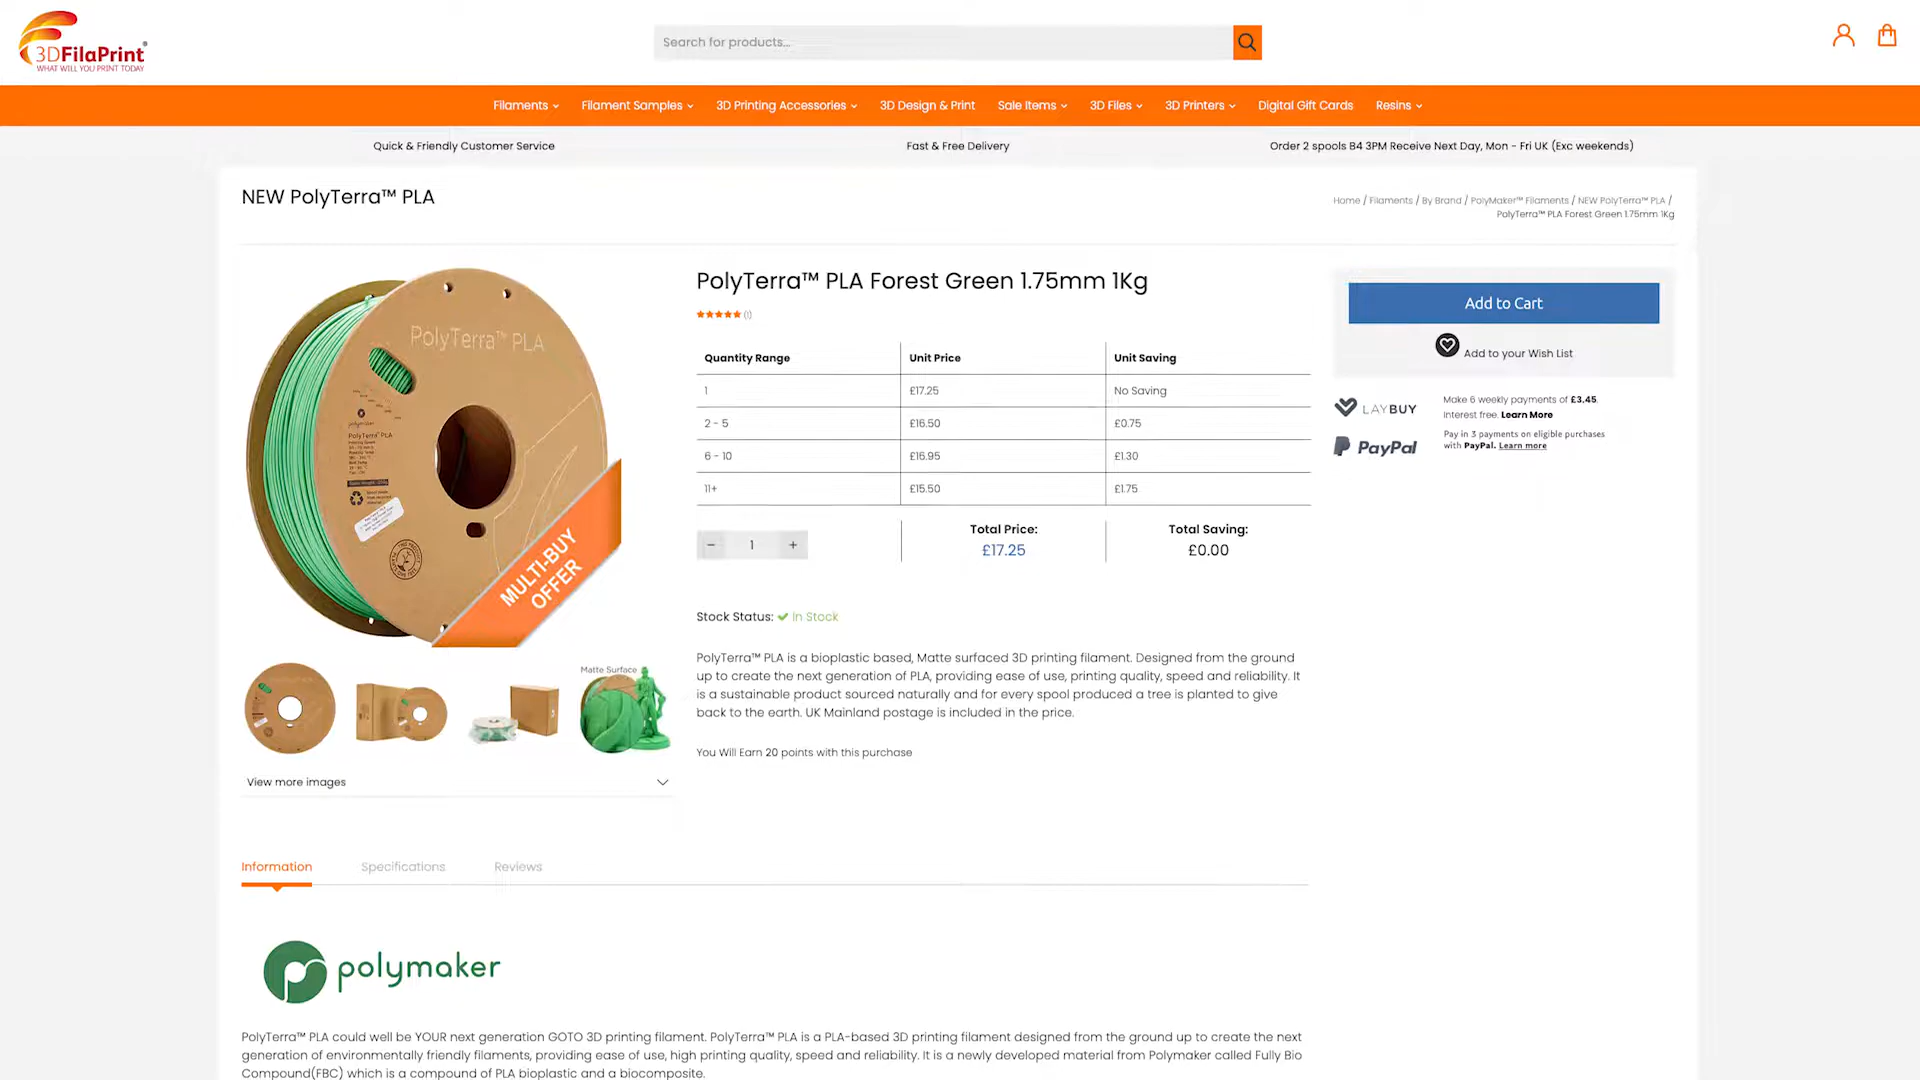 3DFilaPrint
WHAT WILL YOU PRINT TODAY
Search for products...
Filaments
Filament Samples
3D Printing Accessories
3D Design & Print
Sale Items
3D Files
3D Printers
Digital Gift Cards
Resins
Quick & Friendly Customer Service
Fast & Free Delivery
Order 2 spools B4 3PM Receive Next Day, Mon - Fri UK (Exc weekends)
NEW PolyTerra™ PLA
Home / Filaments / By Brand / PolyMaker™ Filaments / NEW PolyTerra™ PLA /
PolyTerra™ PLA Forest Green 1.75mm 1Kg
PolyTerra™ PLA
PolyTerra™ PLA
MULTI-BUY
OFFER
Matte Surface
View more images
PolyTerra™ PLA Forest Green 1.75mm 1Kg
(1)
Quantity Range Unit Price Unit Saving
1 £17.25 No Saving
2 - 5 £16.50 £0.75
6 - 10 £15.95 £1.30
11+ £15.50 £1.75
− 1 +
Total Price:
£17.25
Total Saving:
£0.00
Stock Status: In Stock
PolyTerra™ PLA is a bioplastic based, Matte surfaced 3D printing filament. Designed from the ground
up to create the next generation of PLA, providing ease of use, printing quality, speed and reliability. It
is a sustainable product sourced naturally and for every spool produced a tree is planted to give
back to the earth. UK Mainland postage is included in the price.
You Will Earn 20 points with this purchase
Add to Cart
Add to your Wish List
LAYBUY
Make 6 weekly payments of £3.45.
Interest free. Learn More
PayPal
Pay in 3 payments on eligible purchases
with PayPal. Learn more
Information
Specifications
Reviews
polymaker
PolyTerra™ PLA could well be YOUR next generation GOTO 3D printing filament. PolyTerra™ PLA is a PLA-based 3D printing filament designed from the ground up to create the next
generation of environmentally friendly filaments, providing ease of use, high printing quality, speed and reliability. It is a newly developed material from Polymaker called Fully Bio
Compound(FBC) which is a compound of PLA bioplastic and a biocomposite.